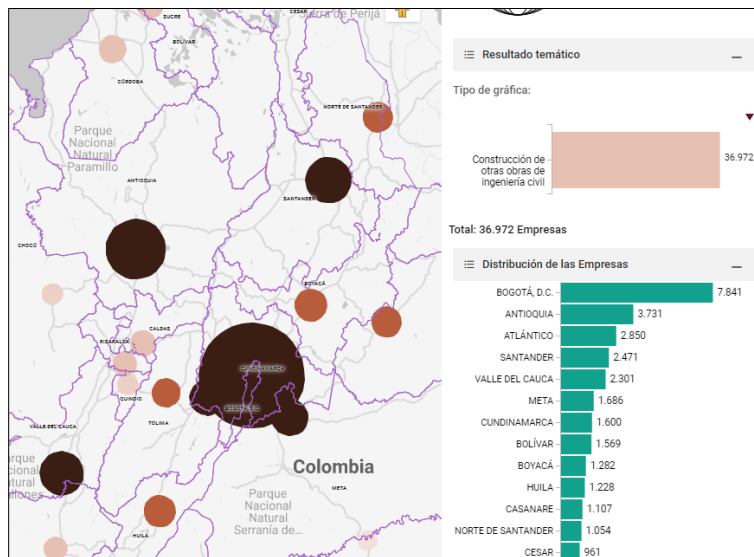 SUCRE
CESAR
Sierra de Perijá
BOLÍVAR
CÓRDOBA
NORTE DE SANTANDER
Parque
Nacional
Natural
Paramillo
ANTIOQUIA
SANTANDER
CHOCÓ
BOYACÁ
CALDAS
RISARALDA
CUNDINAMARCA
QUINDIO
BOGOTÁ, D.C.
TOLIMA
VALLE DEL CAUCA
Colombia
META
Parque
Nacional
Natural
Serranía de...
HUILA
Resultado temático
Tipo de gráfica:
Construcción de
otras obras de
ingeniería civil
36.972
Total: 36.972 Empresas
Distribución de las Empresas
BOGOTÁ, D.C. 7.841
ANTIOQUIA 3.731
ATLÁNTICO 2.850
SANTANDER 2.471
VALLE DEL CAUCA 2.301
META 1.686
CUNDINAMARCA 1.600
BOLÍVAR 1.569
BOYACÁ 1.282
HUILA 1.228
CASANARE 1.107
NORTE DE SANTANDER 1.054
CESAR 961